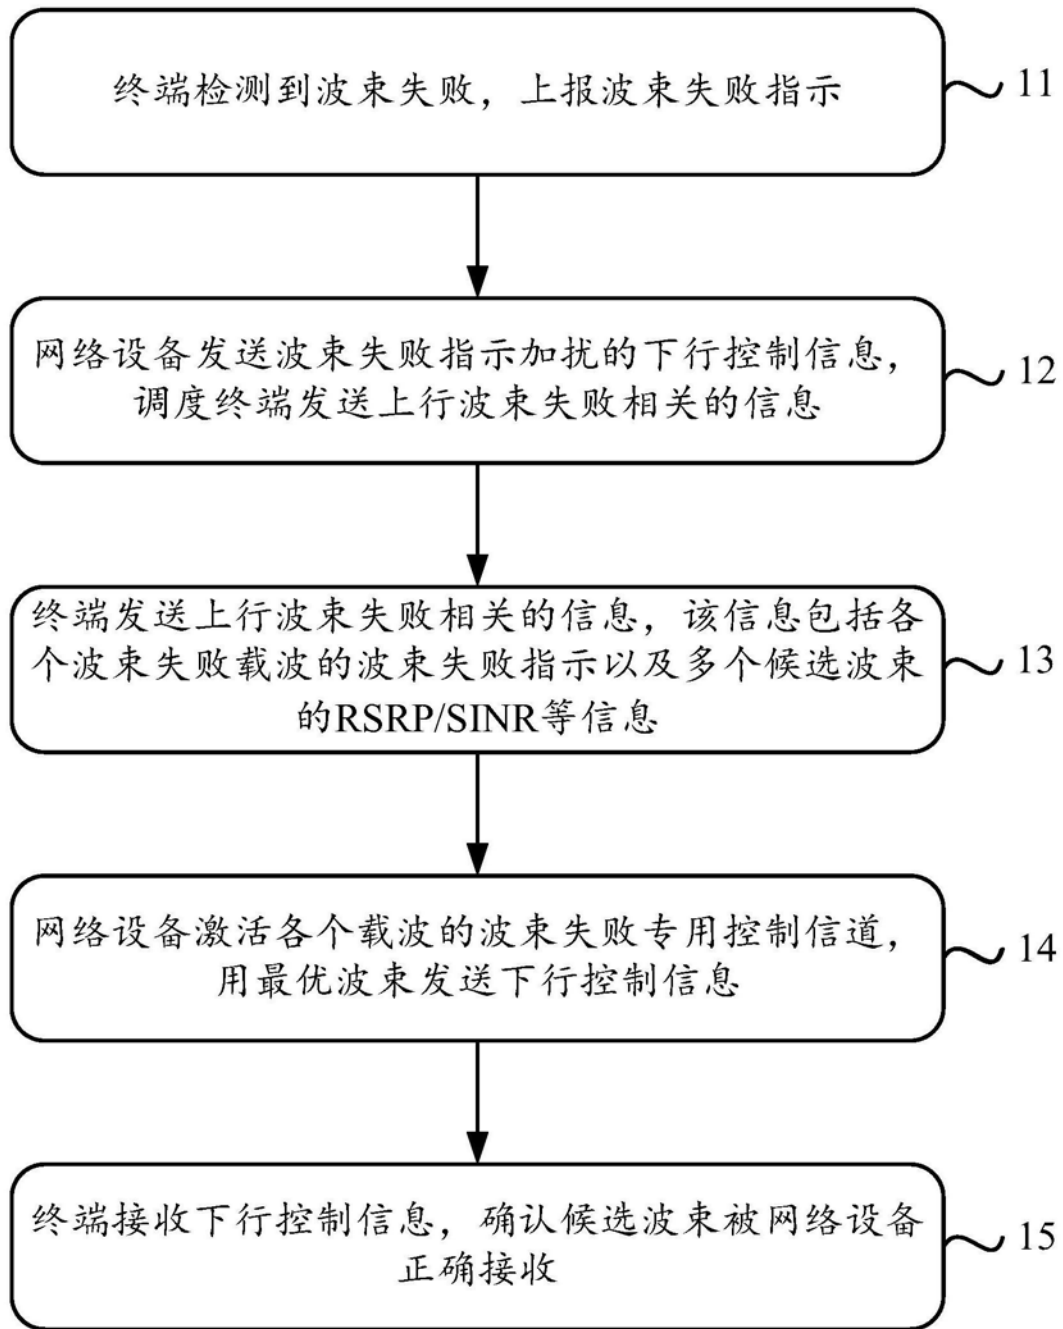 终端检测到波束失败，上报波束失败指示
11
网络设备发送波束失败指示加扰的下行控制信息，
调度终端发送上行波束失败相关的信息
12
终端发送上行波束失败相关的信息，该信息包括各
个波束失败载波的波束失败指示以及多个候选波束
的RSRP/SINR等信息
13
网络设备激活各个载波的波束失败专用控制信道，
用最优波束发送下行控制信息
14
终端接收下行控制信息，确认候选波束被网络设备
正确接收
15